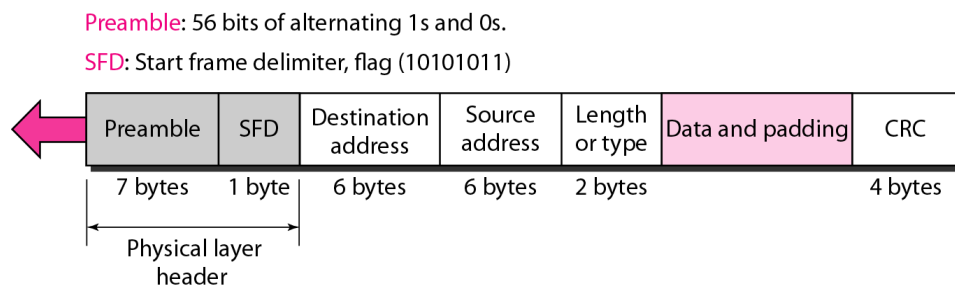 Preamble: 56 bits of alternating 1s and 0s.
SFD: Start frame delimiter, flag (10101011)
Preamble
SFD
Destination
address
Source
address
Length
or type
Data and padding
CRC
7 bytes
1 byte
6 bytes
6 bytes
2 bytes
4 bytes
Physical layer
header